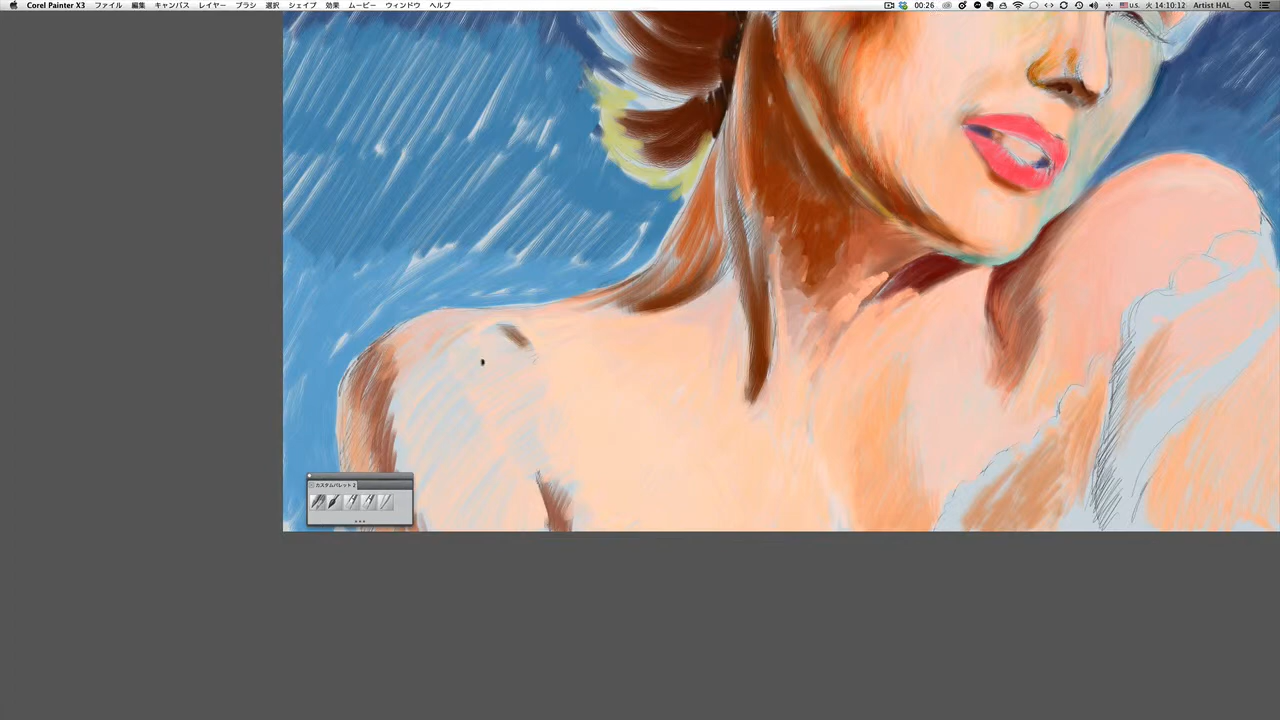 Corel Painter X3 ファイル 編集 キャンバス レイヤー ブラシ 選択 シェイプ 効果 ムービー ウィンドウ ヘルプ 00:26 U.S. 火 14:10:12 Artist HAL_
カスタムパレット 2